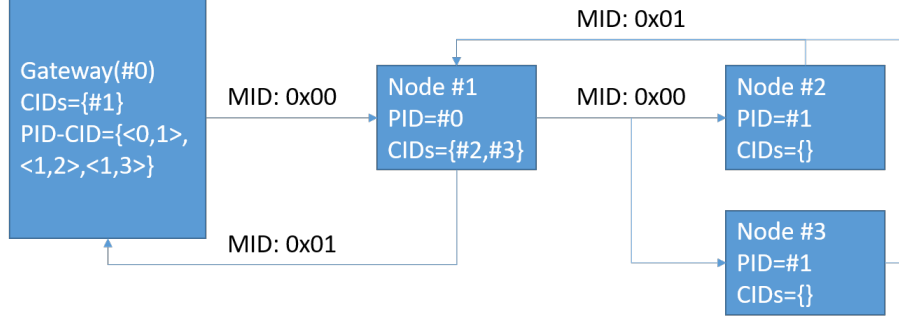 Gateway(#0)
CIDs={#1}
PID-CID={<0,1>,
<1,2>,<1,3>}
MID: 0x00
MID: 0x01
Node #1
PID=#0
CIDs={#2,#3}
MID: 0x00
MID: 0x01
Node #2
PID=#1
CIDs={}
Node #3
PID=#1
CIDs={}